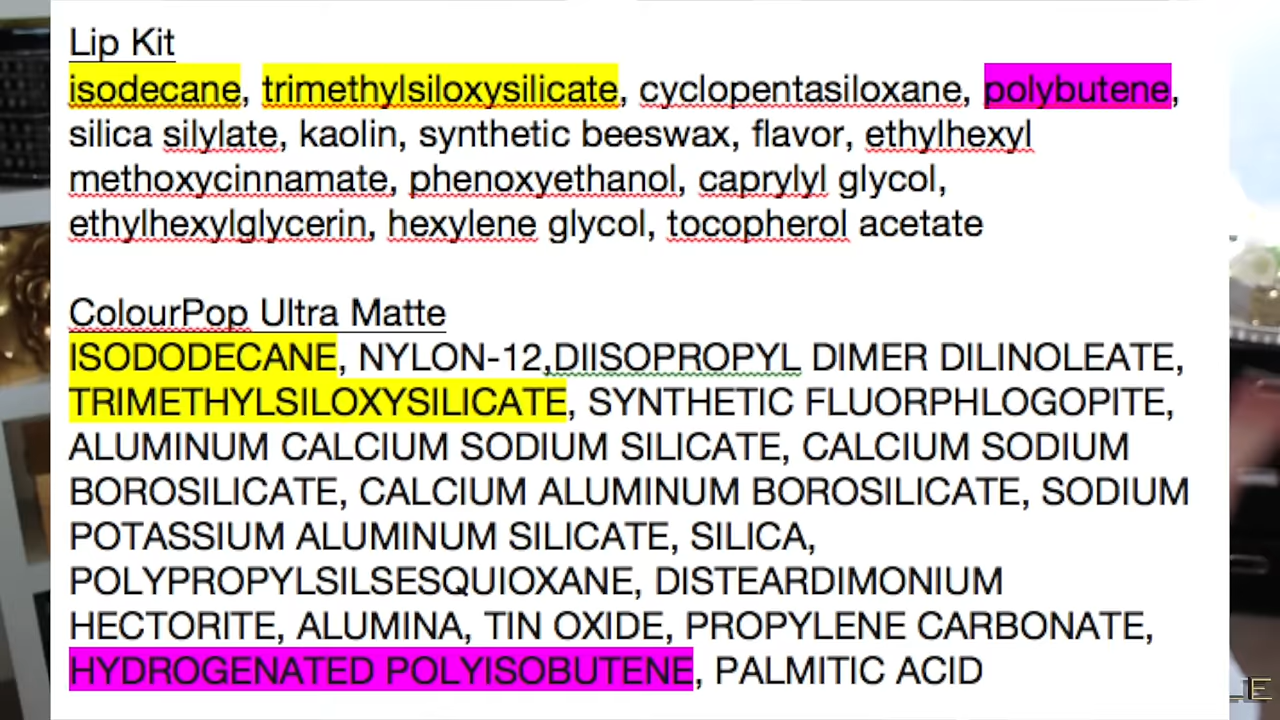 Lip Kit
isodecane, trimethylsiloxysilicate, cyclopentasiloxane, polybutene,
silica silylate, kaolin, synthetic beeswax, flavor, ethylhexyl
methoxycinnamate, phenoxyethanol, caprylyl glycol,
ethylhexylglycerin, hexylene glycol, tocopherol acetate
ColourPop Ultra Matte
ISODODECANE, NYLON-12,DIISOPROPYL DIMER DILINOLEATE,
TRIMETHYLSILOXYSILICATE, SYNTHETIC FLUORPHLOGOPITE,
ALUMINUM CALCIUM SODIUM SILICATE, CALCIUM SODIUM
BOROSILICATE, CALCIUM ALUMINUM BOROSILICATE, SODIUM
POTASSIUM ALUMINUM SILICATE, SILICA,
POLYPROPYLSILSESQUIOXANE, DISTEARDIMONIUM
HECTORITE, ALUMINA, TIN OXIDE, PROPYLENE CARBONATE,
HYDROGENATED POLYISOBUTENE, PALMITIC ACID